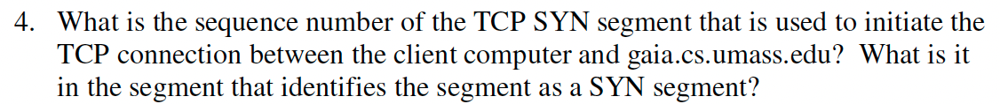 4. What is the sequence number of the TCP SYN segment that is used to initiate the
TCP connection between the client computer and gaia.cs.umass.edu? What is it
in the segment that identifies the segment as a SYN segment?